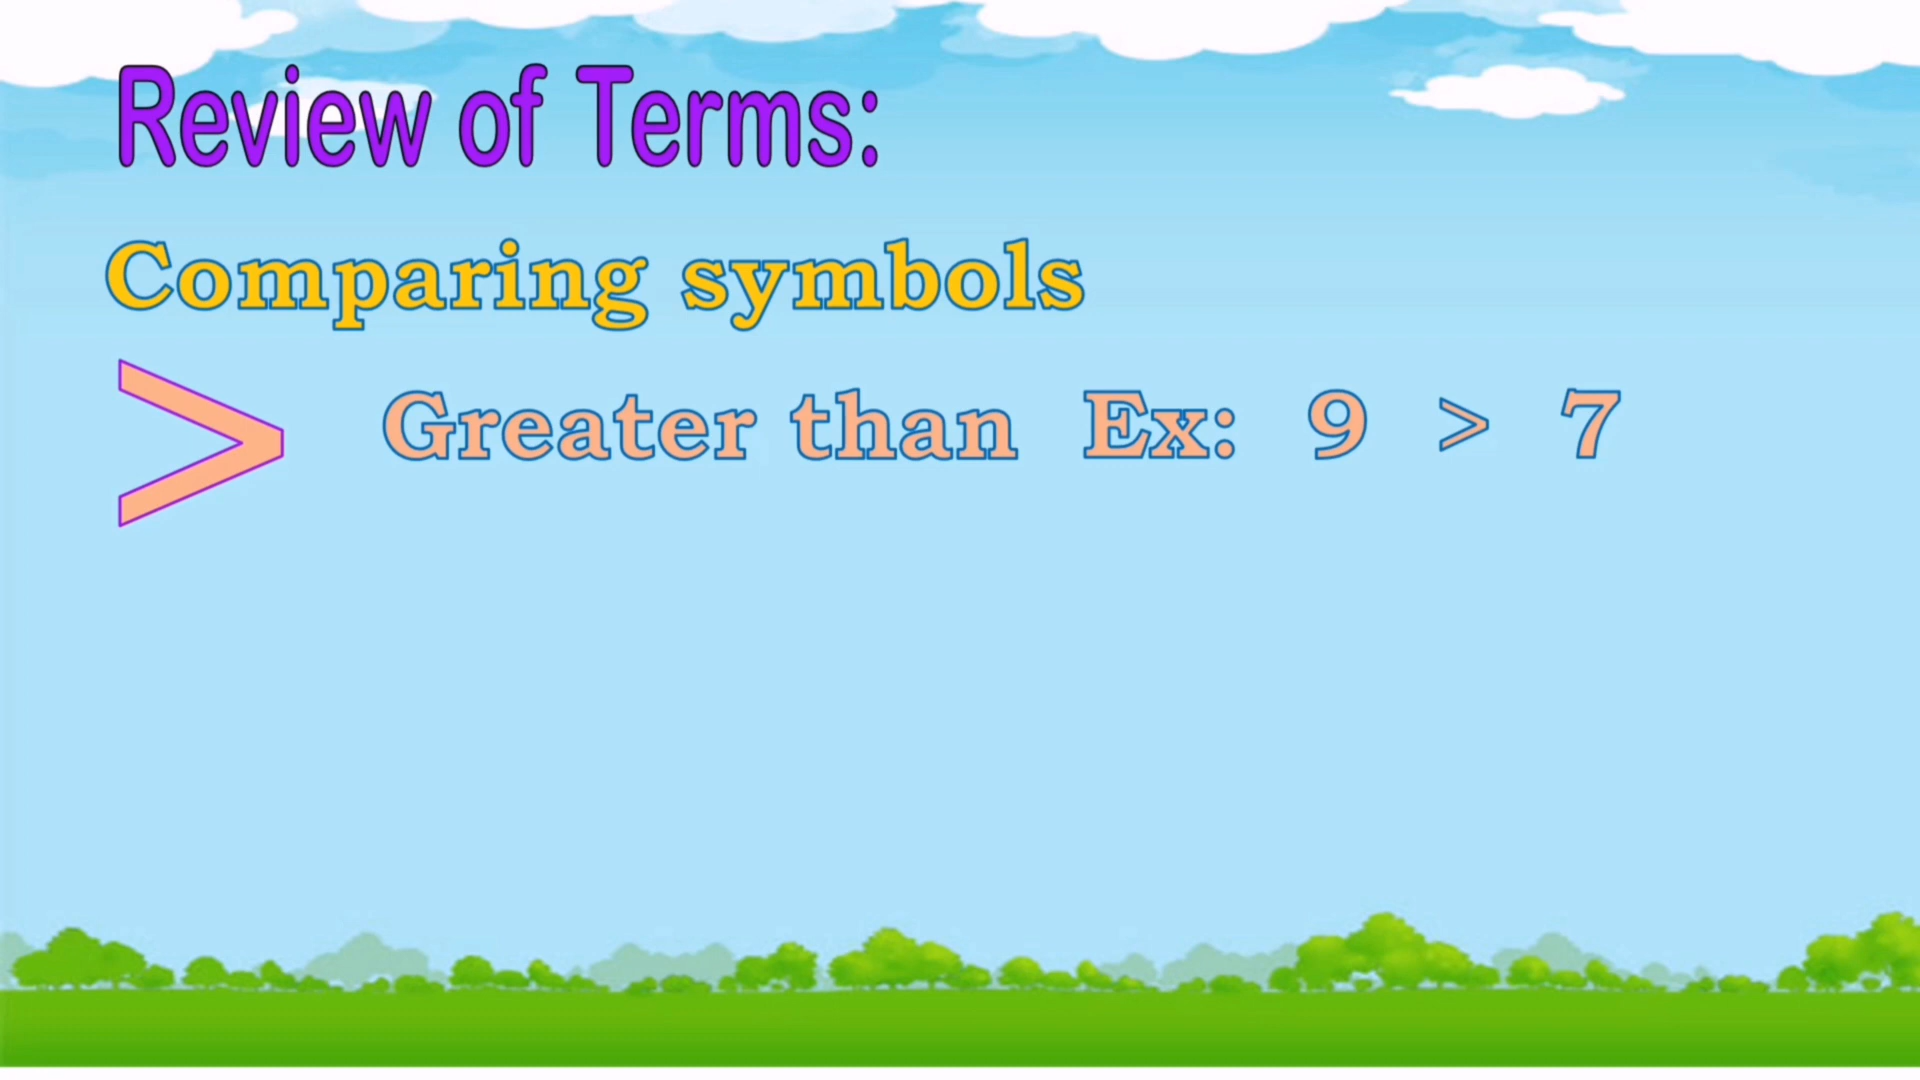 Review of Terms:
Comparing symbols
> Greater than Ex: 9 > 7